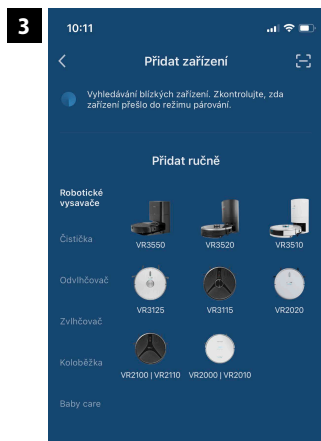 3
10:11
Přidat zařízení
Vyhledávání blízkých zařízení. Zkontrolujte, zda
zařízení přešlo do režimu párování.
Přidat ručně
Robotické
vysavače
VR3550 VR3520 VR3510
Čistička
Odvlhčovač
VR3125 VR3115 VR2020
Zvlhčovač
Koloběžka
VR2100 | VR2110 VR2000 | VR2010
Baby care